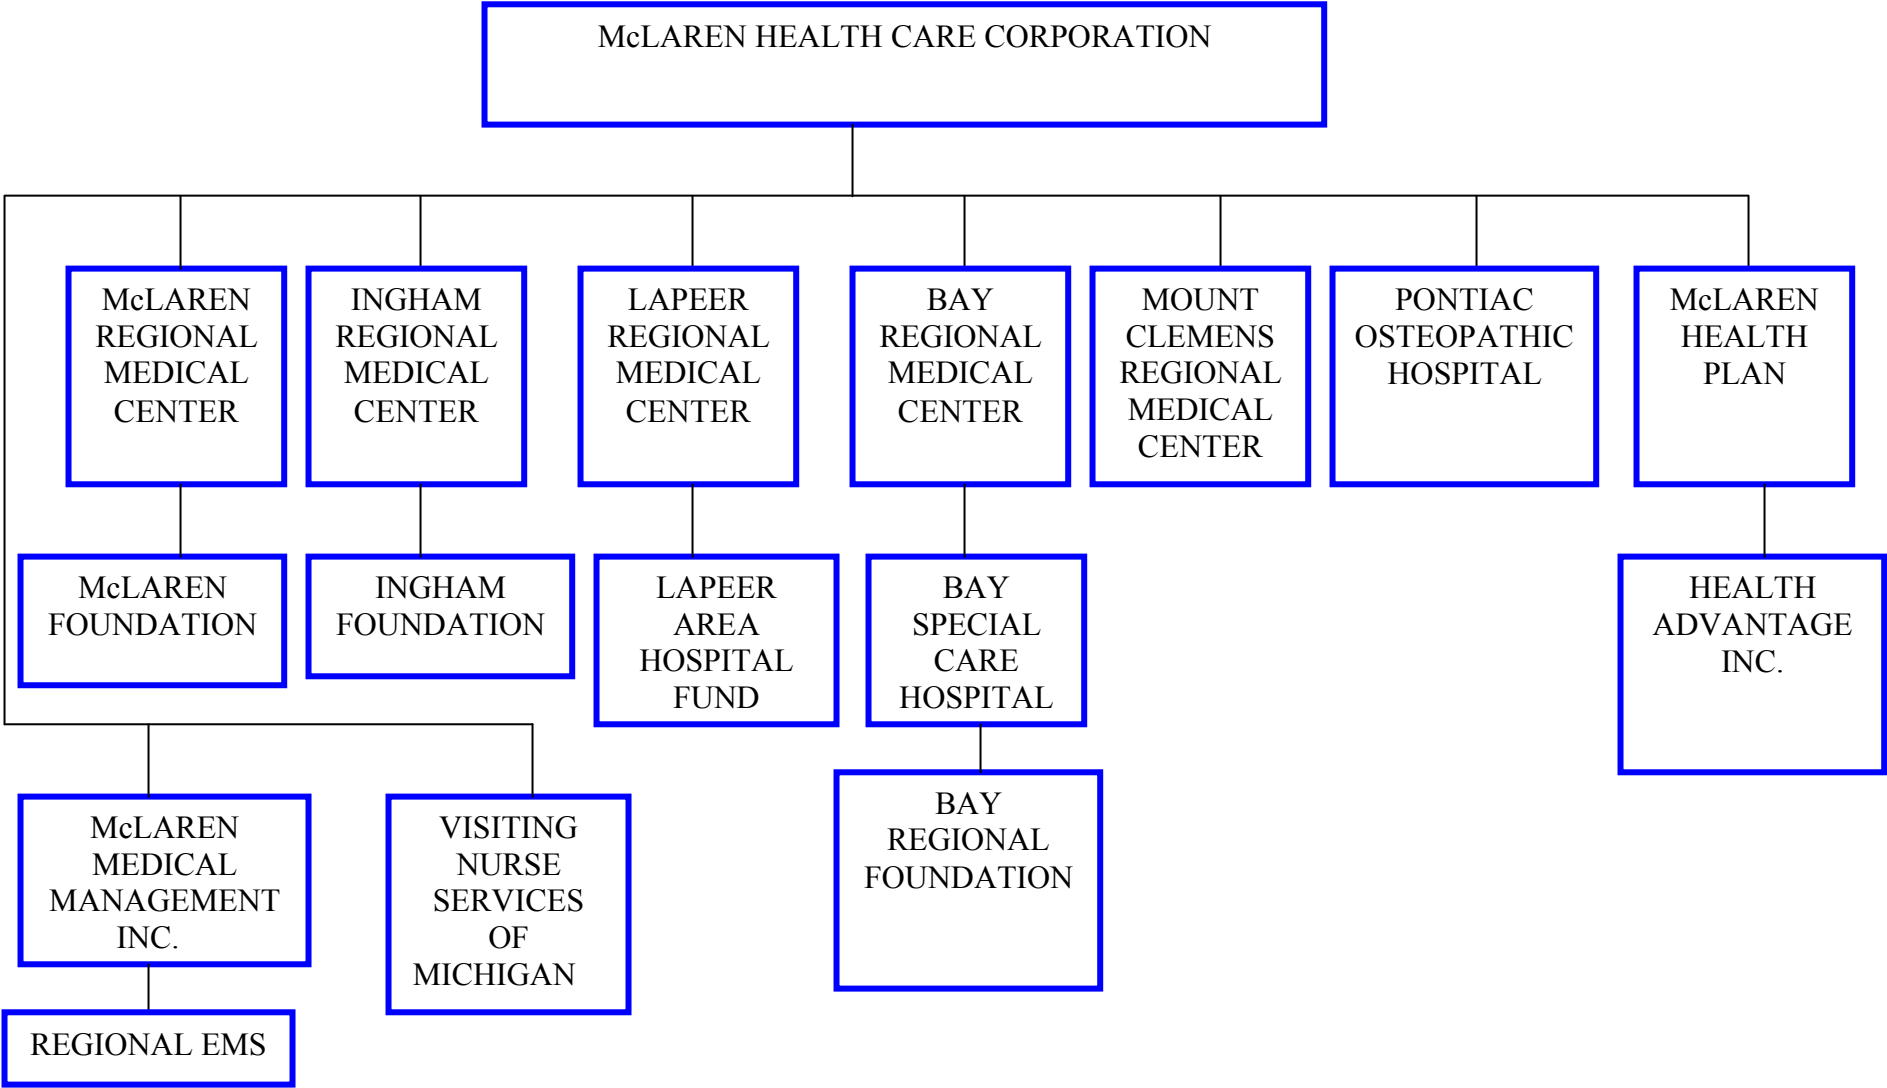 McLAREN HEALTH CARE CORPORATION
McLAREN
REGIONAL
MEDICAL
CENTER
INGHAM
REGIONAL
MEDICAL
CENTER
LAPEER
REGIONAL
MEDICAL
CENTER
BAY
REGIONAL
MEDICAL
CENTER
MOUNT
CLEMENS
REGIONAL
MEDICAL
CENTER
PONTIAC
OSTEOPATHIC
HOSPITAL
McLAREN
HEALTH
PLAN
McLAREN
FOUNDATION
INGHAM
FOUNDATION
LAPEER
AREA
HOSPITAL
FUND
BAY
SPECIAL
CARE
HOSPITAL
HEALTH
ADVANTAGE
INC.
McLAREN
MEDICAL
MANAGEMENT
INC.
VISITING
NURSE
SERVICES
OF
MICHIGAN
BAY
REGIONAL
FOUNDATION
REGIONAL EMS